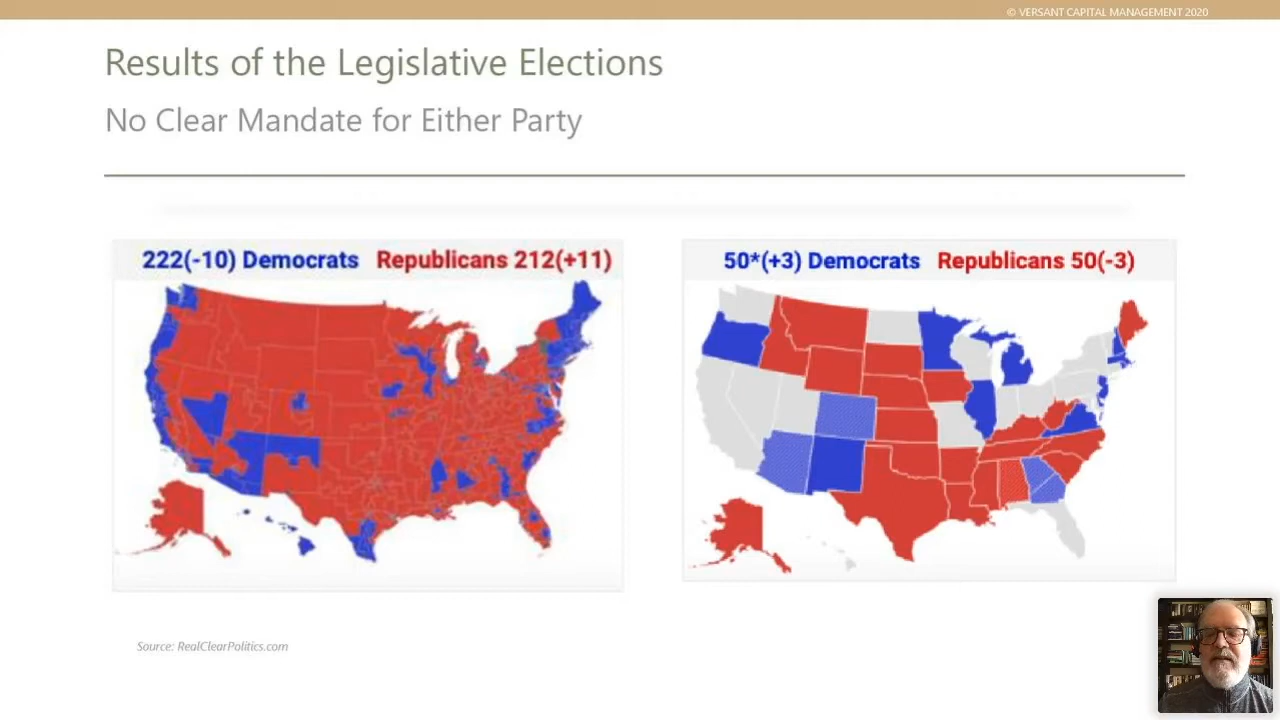 © VERSANT CAPITAL MANAGEMENT 2020
Results of the Legislative Elections
No Clear Mandate for Either Party
222(-10) Democrats Republicans 212(+11)
50*(+3) Democrats Republicans 50(-3)
Source: RealClearPolitics.com